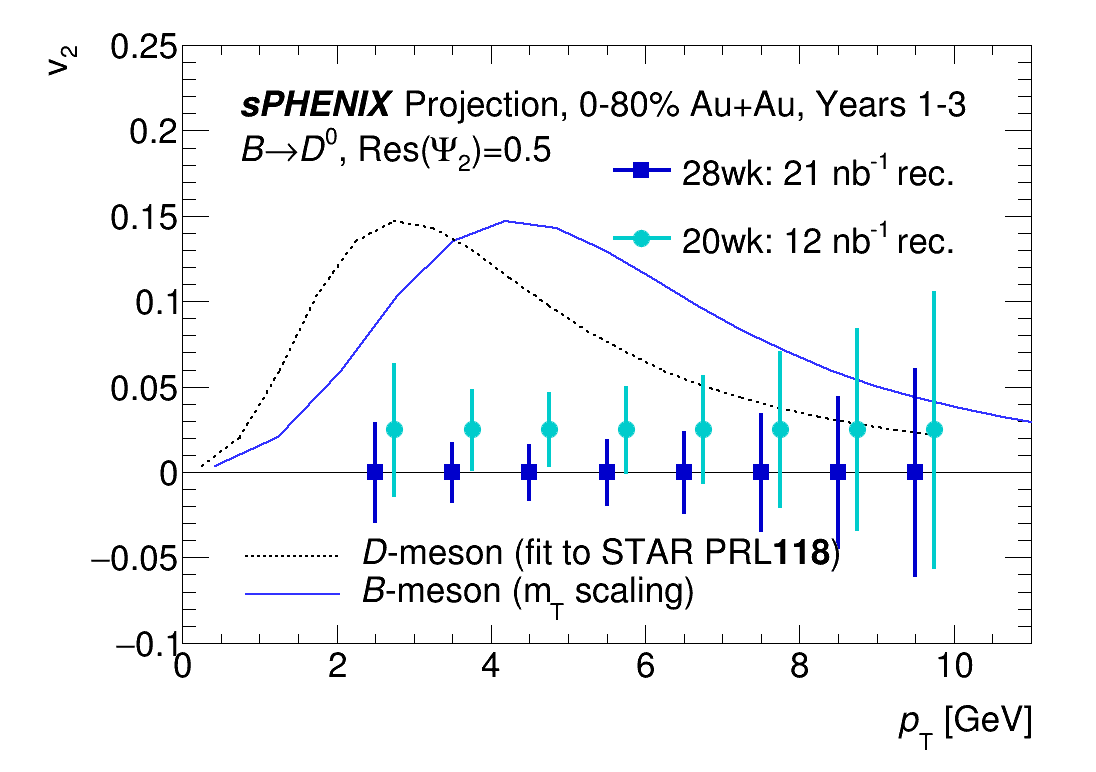 v2
0.25
0.2
0.15
0.1
0.05
0
−0.05
−0.1
sPHENIX Projection, 0-80% Au+Au, Years 1-3
B→D⁰, Res(Ψ₂)=0.5
28wk: 21 nb⁻¹ rec.
20wk: 12 nb⁻¹ rec.
D-meson (fit to STAR PRL118)
B-meson (mT scaling)
0 2 4 6 8 10
pT [GeV]